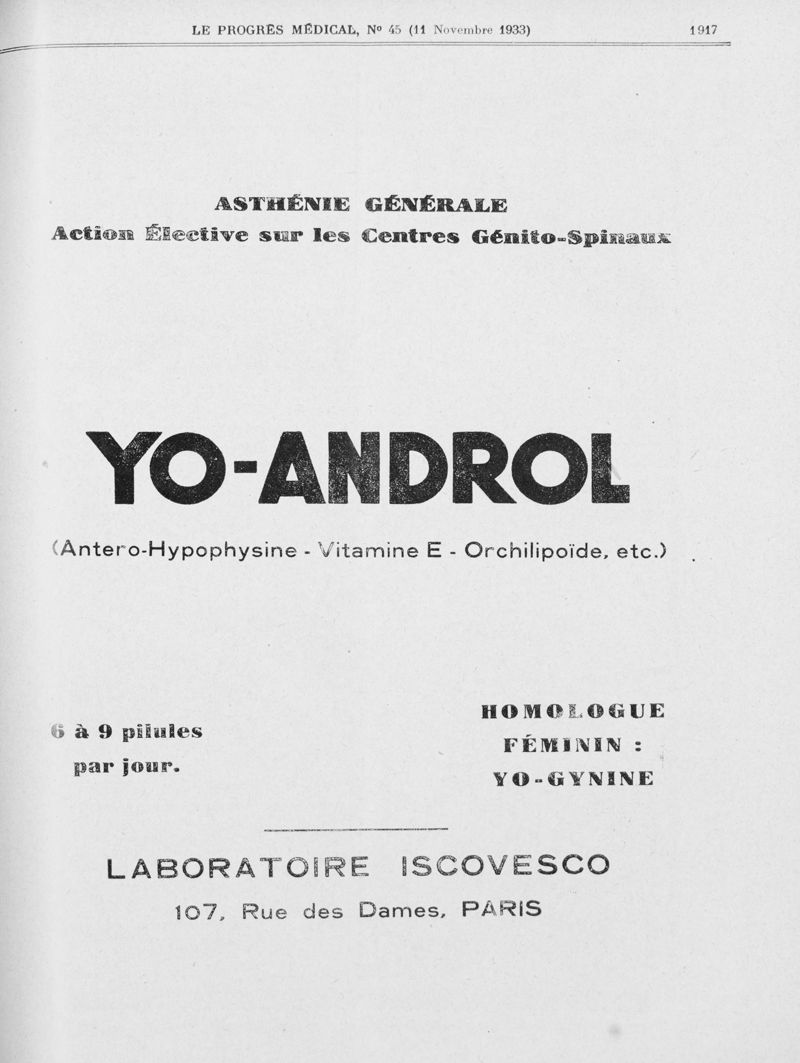 LE PROGRÈS MÉDICAL, Nº 45 (11 Novembre 1933) 1917
ASTHÉNIE GÉNÉRALE
Action Élective sur les Centres Génito-Spinaux
YO-ANDROL
(Antero-Hypophysine - Vitamine E - Orchilipoïde, etc.)
6 à 9 pilules
par jour.
HOMOLOGUE
FÉMININ :
YO-GYNINE
LABORATOIRE ISCOVESCO
107, Rue des Dames, PARIS